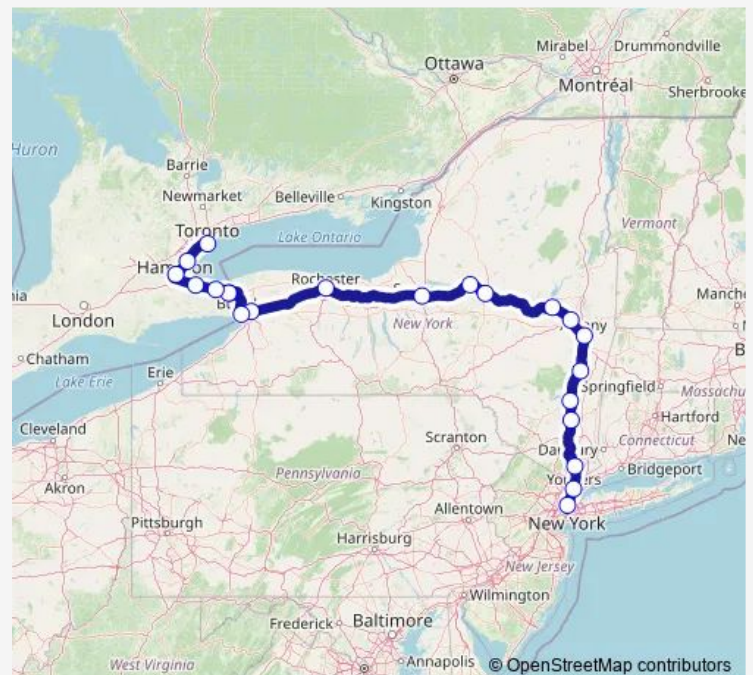 Mirabel
Drummondville
Ottawa
Montréal
Sherbrooke
Huron
Barrie
Newmarket
Belleville
Kingston
Toronto
Lake Ontario
Vermont
Rochester
London
New York
Chatham
Erie
Lake Erie
Springfield
Hartford
Cleveland
Scranton
Connecticut
Bridgeport
Akron
Pennsylvania
Allentown
New York
Pittsburgh
Harrisburg
New Jersey
Wilmington
Frederick
Baltimore
West Virginia
Annapolis
© OpenStreetMap contributors